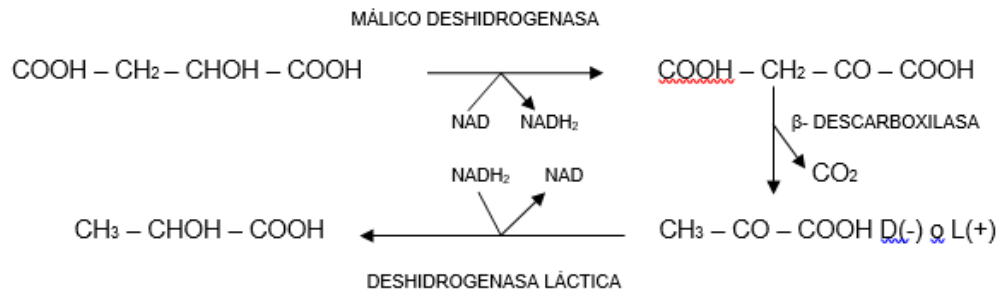 MÁLICO DESHIDROGENASA
COOH – CH₂ – CHOH – COOH
COOH – CH₂ – CO – COOH
NAD NADH₂
β- DESCARBOXILASA
CO₂
NADH₂ NAD
CH₃ – CHOH – COOH
CH₃ – CO – COOH D(-) o L(+)
DESHIDROGENASA LÁCTICA